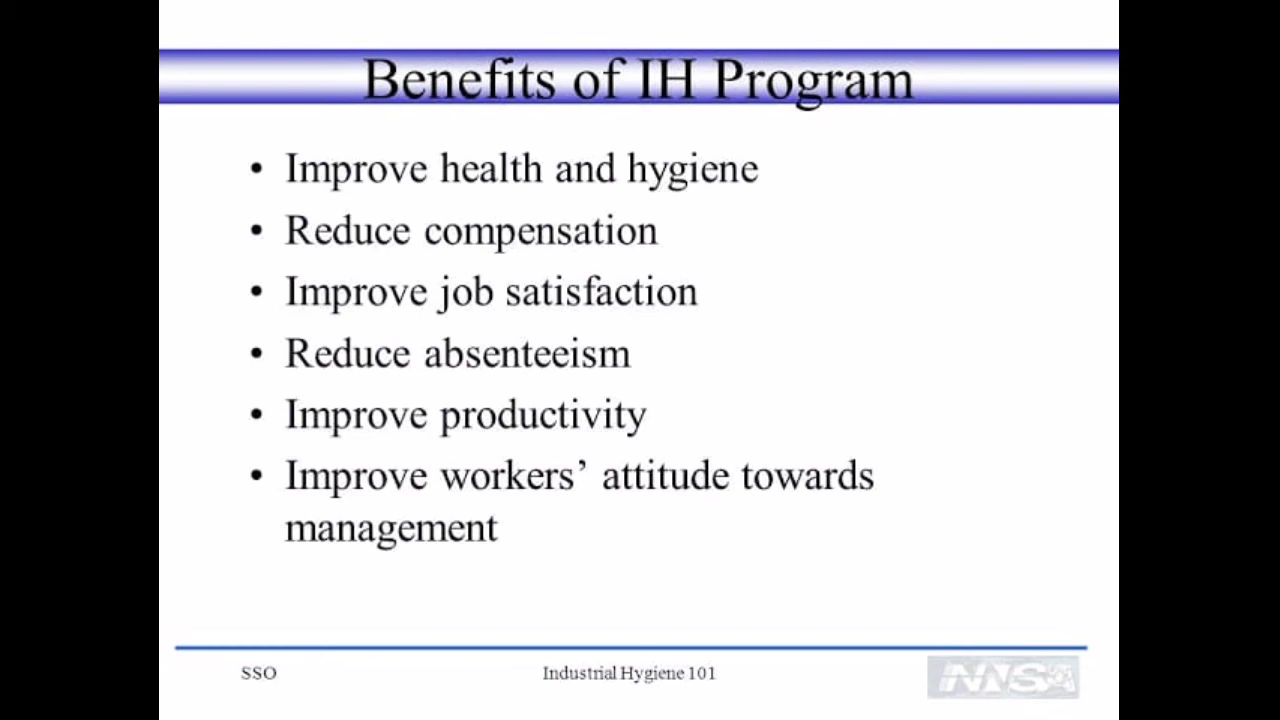 Benefits of IH Program
• Improve health and hygiene
• Reduce compensation
• Improve job satisfaction
• Reduce absenteeism
• Improve productivity
• Improve workers’ attitude towards
management
SSO
Industrial Hygiene 101